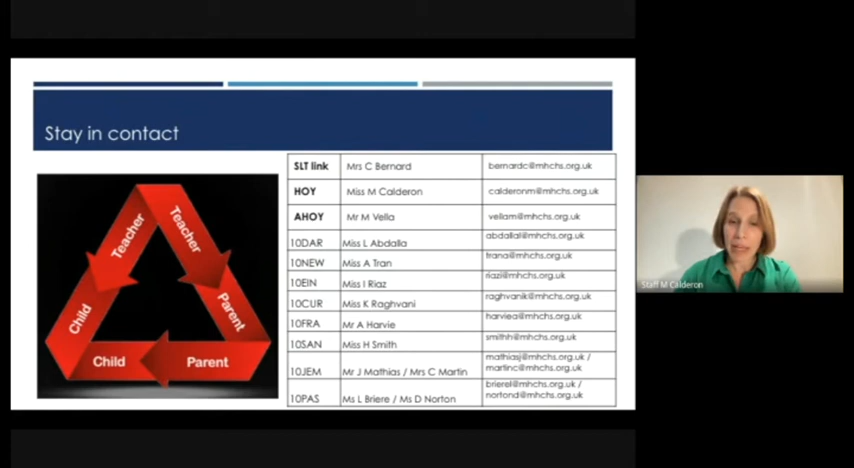 Stay in contact
Teacher
Teacher
Child
Parent
Child
Parent
SLT link Mrs C Bernard bernardc@mhchs.org.uk
HOY Miss M Calderon calderonm@mhchs.org.uk
AHOY Mr M Vella vellam@mhchs.org.uk
10DAR Miss L Abdalla abdallal@mhchs.org.uk
10NEW Miss A Tran trana@mhchs.org.uk
10EIN Miss I Riaz riazi@mhchs.org.uk
10CUR Miss K Raghvani raghvanik@mhchs.org.uk
10FRA Mr A Harvie harviea@mhchs.org.uk
10SAN Miss H Smith smithh@mhchs.org.uk
10JEM Mr J Mathias / Mrs C Martin mathiasj@mhchs.org.uk /
martinc@mhchs.org.uk
10PAS Ms L Briere / Ms D Norton brierel@mhchs.org.uk /
nortond@mhchs.org.uk
Staff M Calderon